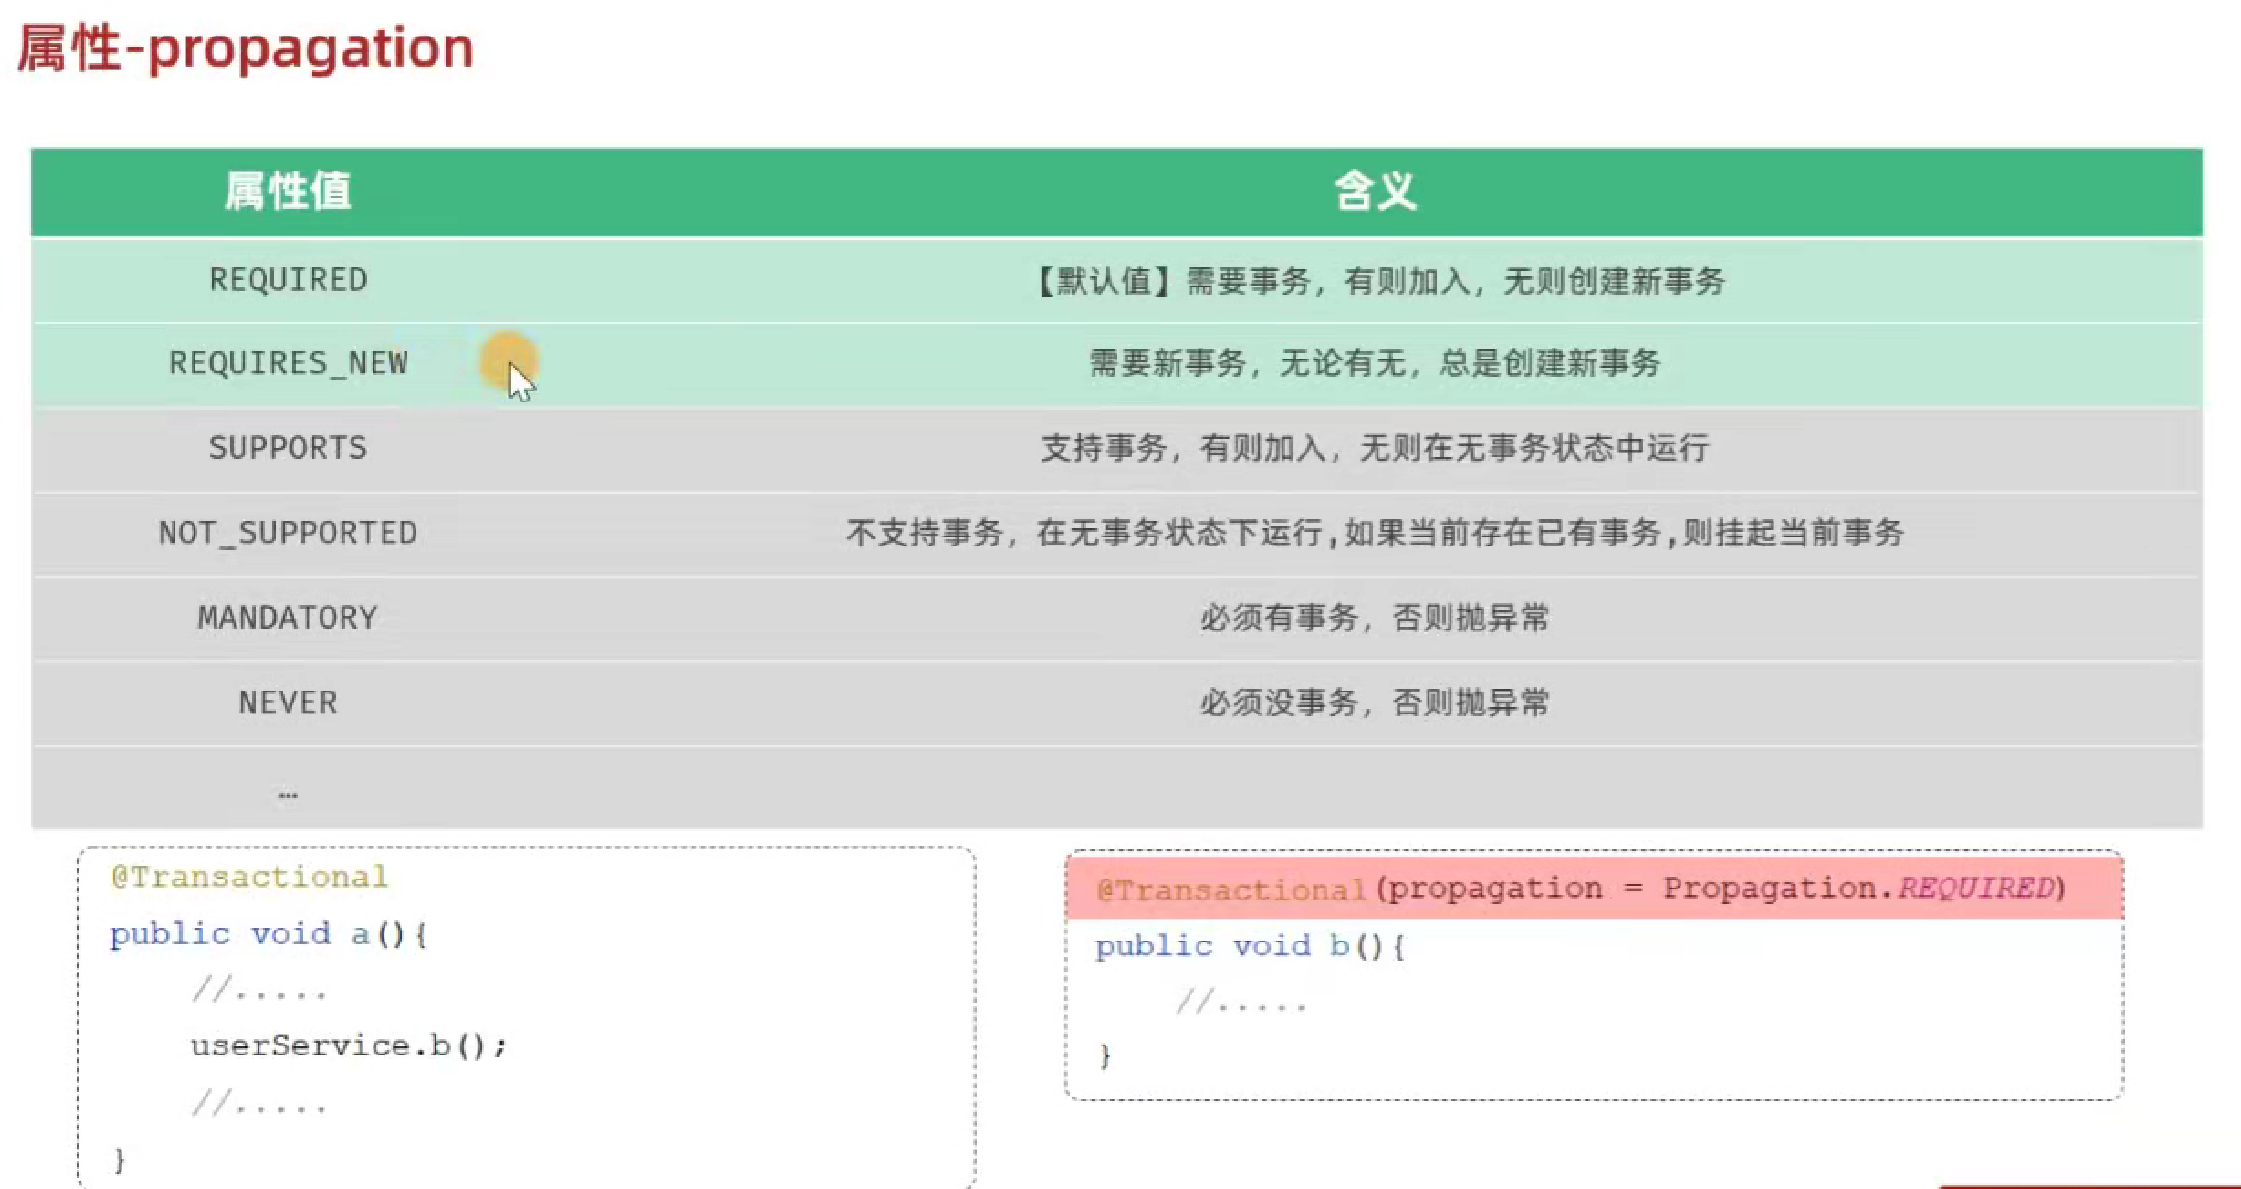 属性-propagation
属性值 含义
REQUIRED 【默认值】需要事务，有则加入，无则创建新事务
REQUIRES_NEW 需要新事务，无论有无，总是创建新事务
SUPPORTS 支持事务，有则加入，无则在无事务状态中运行
NOT_SUPPORTED 不支持事务，在无事务状态下运行,如果当前存在已有事务,则挂起当前事务
MANDATORY 必须有事务，否则抛异常
NEVER 必须没事务，否则抛异常
…
@Transactional
public void a(){
//.....
userService.b();
//.....
}
@Transactional(propagation = Propagation.REQUIRED)
public void b(){
//.....
}